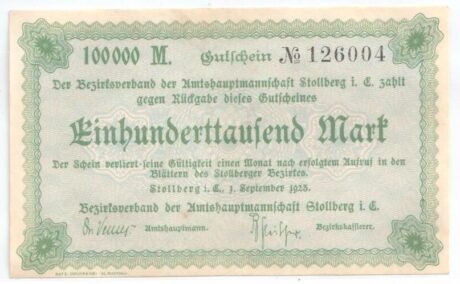 100000 M. Gutschein № 126004
Der Bezirksverband der Amtshauptmannschaft Stollberg i. E. zahlt
gegen Rückgabe dieses Gutscheines
Einhunderttausend Mark
Der Schein verliert seine Gültigkeit einen Monat nach erfolgtem Aufruf in den
Blättern des Stollberger Bezirkes.
Stollberg i. E., 1. September 1923.
Bezirksverband der Amtshauptmannschaft Stollberg i. E.
Amtshauptmann. Bezirkskassierer.